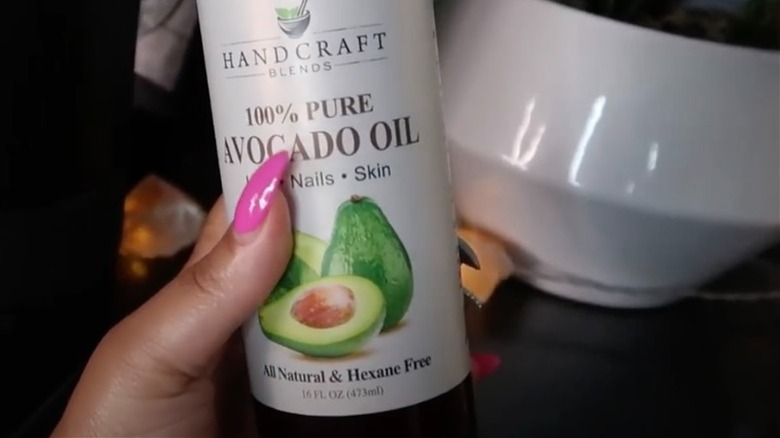 HANDCRAFT
BLENDS
100% PURE
AVOCADO OIL
• Nails • Skin
All Natural & Hexane Free
16 FL OZ (473ml)